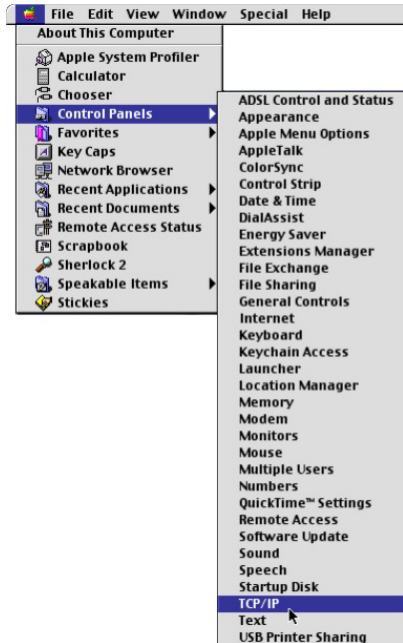 File Edit View Window Special Help
About This Computer
Apple System Profiler
Calculator
Chooser
Control Panels
Favorites
Key Caps
Network Browser
Recent Applications
Recent Documents
Remote Access Status
Scrapbook
Sherlock 2
Speakable Items
Stickies
ADSL Control and Status
Appearance
Apple Menu Options
AppleTalk
ColorSync
Control Strip
Date & Time
DialAssist
Energy Saver
Extensions Manager
File Exchange
File Sharing
General Controls
Internet
Keyboard
Keychain Access
Launcher
Location Manager
Memory
Modem
Monitors
Mouse
Multiple Users
Numbers
QuickTime™ Settings
Remote Access
Software Update
Sound
Speech
Startup Disk
TCP/IP
Text
USB Printer Sharing